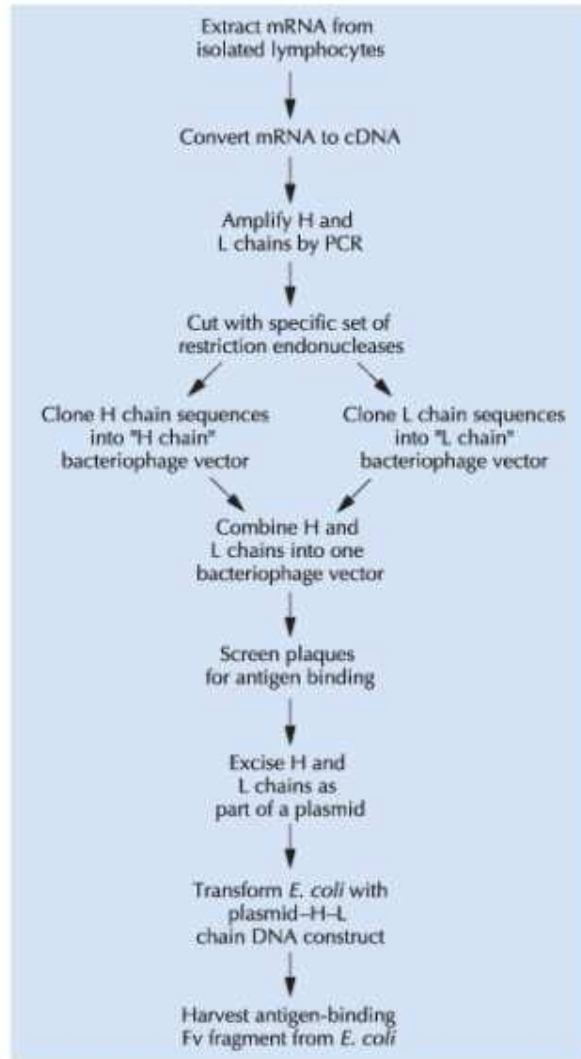 Extract mRNA from
isolated lymphocytes
Convert mRNA to cDNA
Amplify H and
L chains by PCR
Cut with specific set of
restriction endonucleases
Clone H chain sequences
into "H chain"
bacteriophage vector
Clone L chain sequences
into "L chain"
bacteriophage vector
Combine H and
L chains into one
bacteriophage vector
Screen plaques
for antigen binding
Excise H and
L chains as
part of a plasmid
Transform E. coli with
plasmid–H–L
chain DNA construct
Harvest antigen-binding
Fv fragment from E. coli